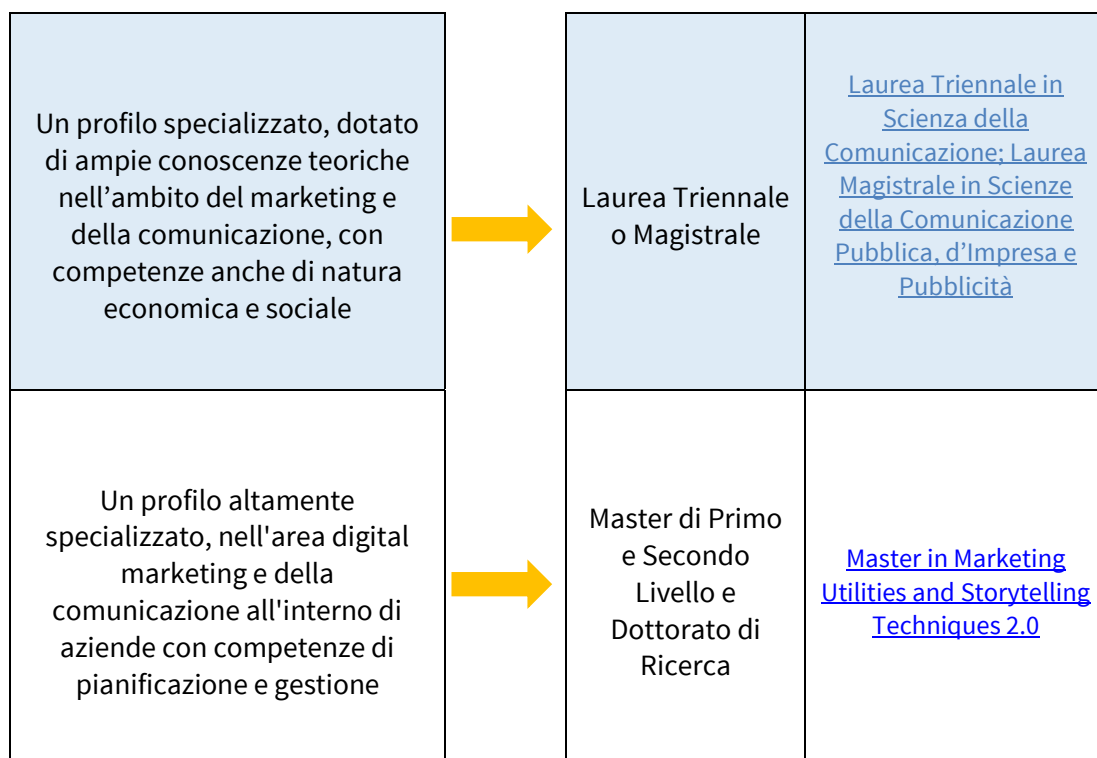 Un profilo specializzato, dotato
di ampie conoscenze teoriche
nell’ambito del marketing e
della comunicazione, con
competenze anche di natura
economica e sociale
Laurea Triennale
o Magistrale
Laurea Triennale in
Scienza della
Comunicazione; Laurea
Magistrale in Scienze
della Comunicazione
Pubblica, d’Impresa e
Pubblicità
Un profilo altamente
specializzato, nell'area digital
marketing e della
comunicazione all'interno di
aziende con competenze di
pianificazione e gestione
Master di Primo
e Secondo
Livello e
Dottorato di
Ricerca
Master in Marketing
Utilities and Storytelling
Techniques 2.0